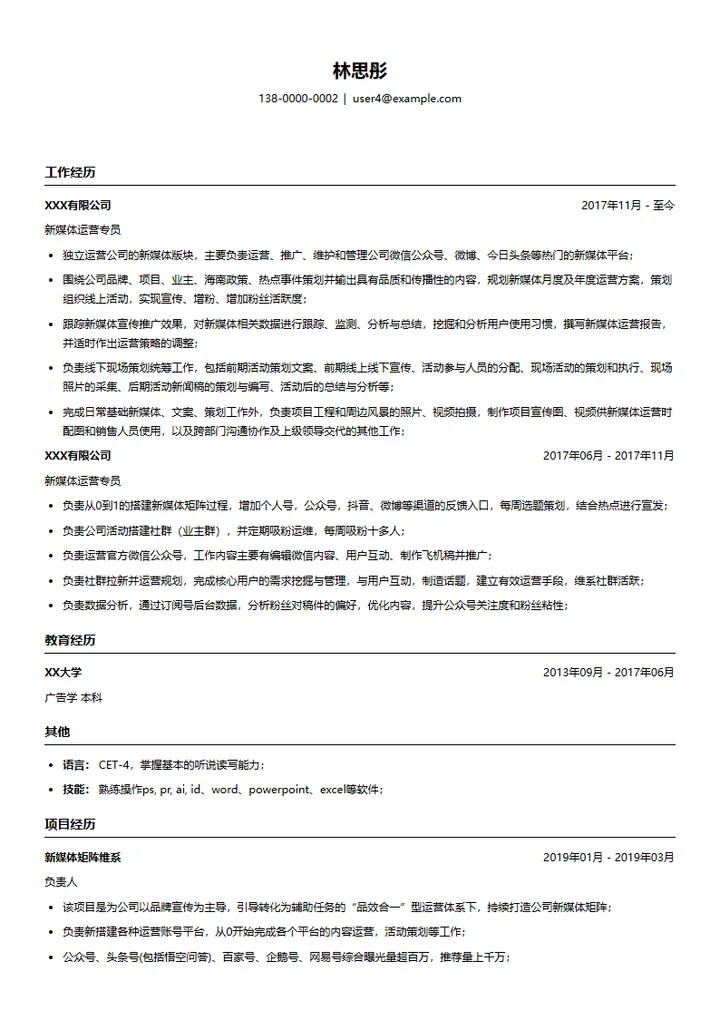 林思彤
138-0000-0002 | user4@example.com
工作经历
XXX有限公司 2017年11月 - 至今
新媒体运营专员
• 独立运营公司的新媒体版块，主要负责运营、推广、维护和管理公司微信公众号、微博、今日头条等热门的新媒体平台；
• 围绕公司品牌、项目、业主、海南政策、热点事件策划并输出具有品质和传播性的内容，规划新媒体月度及年度运营方案，策划
组织线上活动，实现宣传、增粉、增加粉丝活跃度；
• 跟踪新媒体宣传推广效果，对新媒体相关数据进行跟踪、监测、分析与总结，挖掘和分析用户使用习惯，撰写新媒体运营报告，
并适时作出运营策略的调整；
• 负责线下现场策划统筹工作，包括前期活动策划文案、前期线上线下宣传、活动参与人员的分配、现场活动的策划和执行、现场
照片的采集、后期活动新闻稿的策划与编写、活动后的总结与分析等；
• 完成日常基础新媒体、文案、策划工作外，负责项目工程和周边风景的照片、视频拍摄，制作项目宣传图、视频供新媒体运营时
配图和销售人员使用，以及跨部门沟通协作及上级领导交代的其他工作；
XXX有限公司 2017年06月 - 2017年11月
新媒体运营专员
• 负责从0到1的搭建新媒体矩阵过程，增加个人号，公众号，抖音、微博等渠道的反馈入口，每周选题策划，结合热点进行宣发；
• 负责公司活动搭建社群（业主群），并定期吸粉运维，每周吸粉十多人；
• 负责运营官方微信公众号，工作内容主要有编辑微信内容、用户互动、制作飞机稿并推广；
• 负责社群拉新并运营规划，完成核心用户的需求挖掘与管理，与用户互动，制造话题，建立有效运营手段，维系社群活跃；
• 负责数据分析，通过订阅号后台数据，分析粉丝对稿件的偏好，优化内容，提升公众号关注度和粉丝粘性；
教育经历
XX大学 2013年09月 - 2017年06月
广告学 本科
其他
• 语言： CET-4，掌握基本的听说读写能力；
• 技能： 熟练操作ps, pr, ai, id、word、powerpoint、excel等软件；
项目经历
新媒体矩阵维系 2019年01月 - 2019年03月
负责人
• 该项目是为公司以品牌宣传为主导，引导转化为辅助任务的“品效合一”型运营体系下，持续打造公司新媒体矩阵；
• 负责新搭建各种运营账号平台，从0开始完成各个平台的内容运营，活动策划等工作；
• 公众号、头条号(包括悟空问答)、百家号、企鹅号、网易号综合曝光量超百万，推荐量上千万；